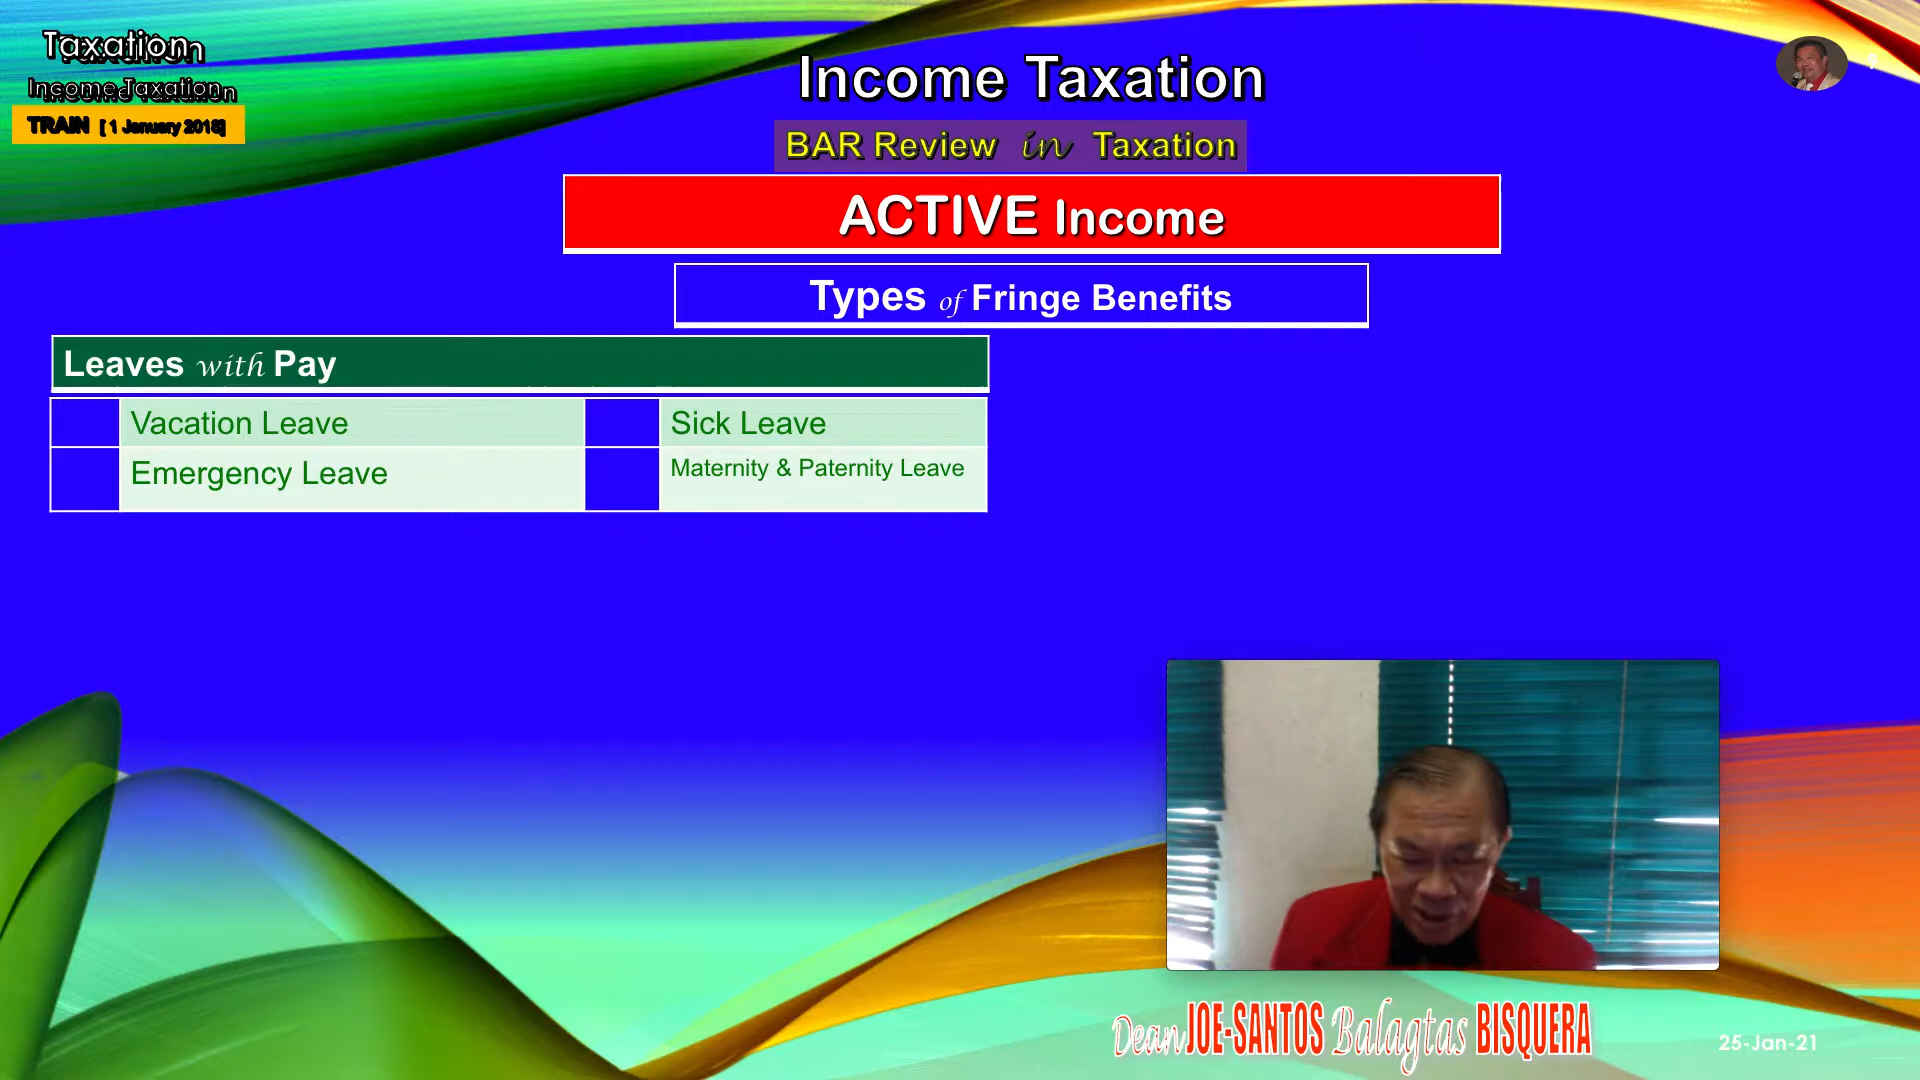 Taxation
Income Taxation
TRAIN [ 1 January 2018]
Income Taxation
BAR Review in Taxation
ACTIVE Income
Types of Fringe Benefits
Leaves with Pay
Vacation Leave
Sick Leave
Emergency Leave
Maternity & Paternity Leave
Dean JOE-SANTOS Balagtas BISQUERA
25-Jan-21